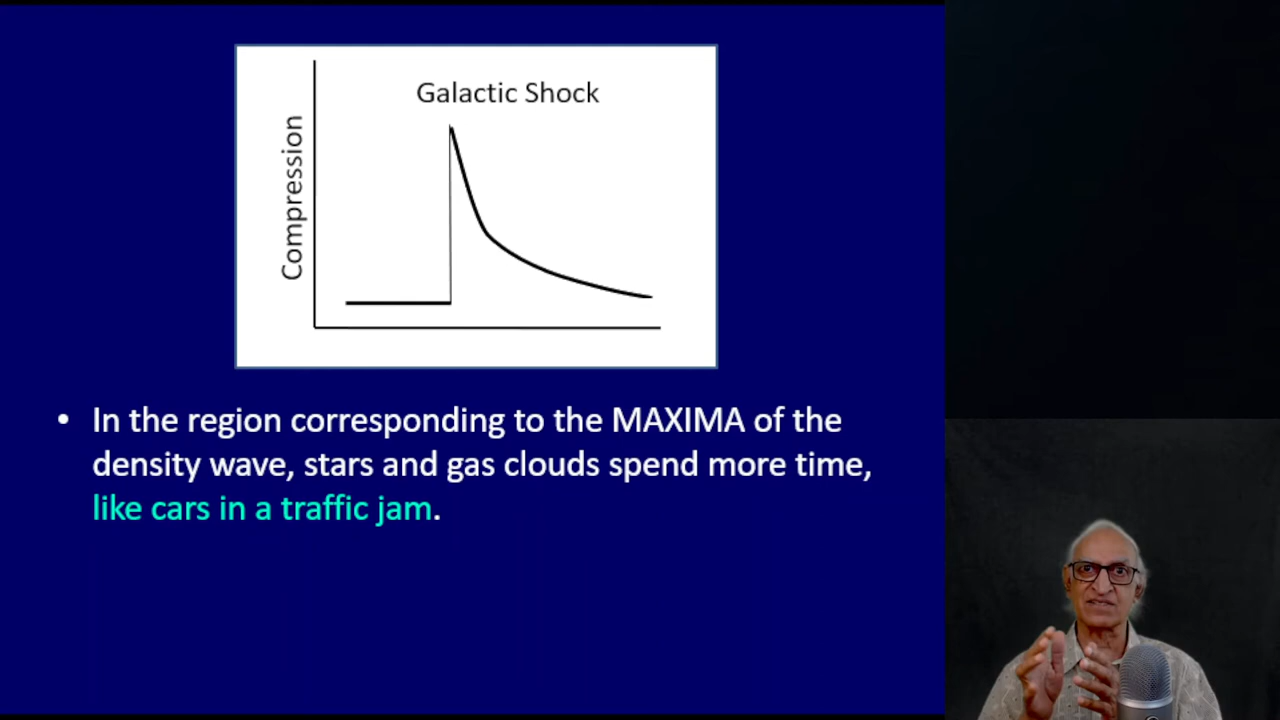 Galactic Shock
Compression
• In the region corresponding to the MAXIMA of the
density wave, stars and gas clouds spend more time,
like cars in a traffic jam.